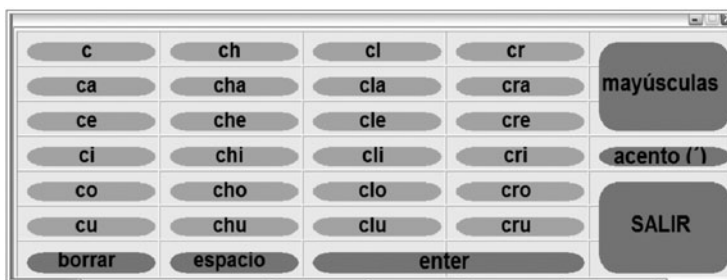 c ch cl cr
mayúsculas
ca cha cla cra
ce che cle cre
ci chi cli cri acento (´)
co cho clo cro
SALIR
cu chu clu cru
borrar espacio enter